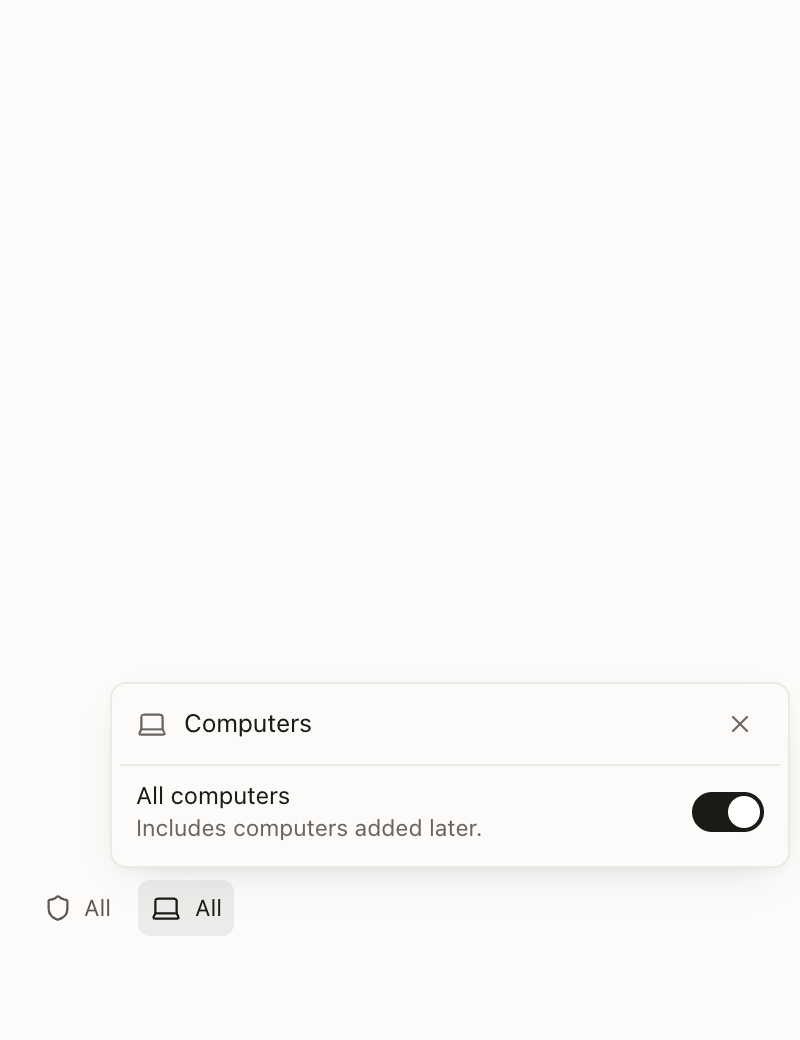 Computers
All computers
Includes computers added later.
All
All